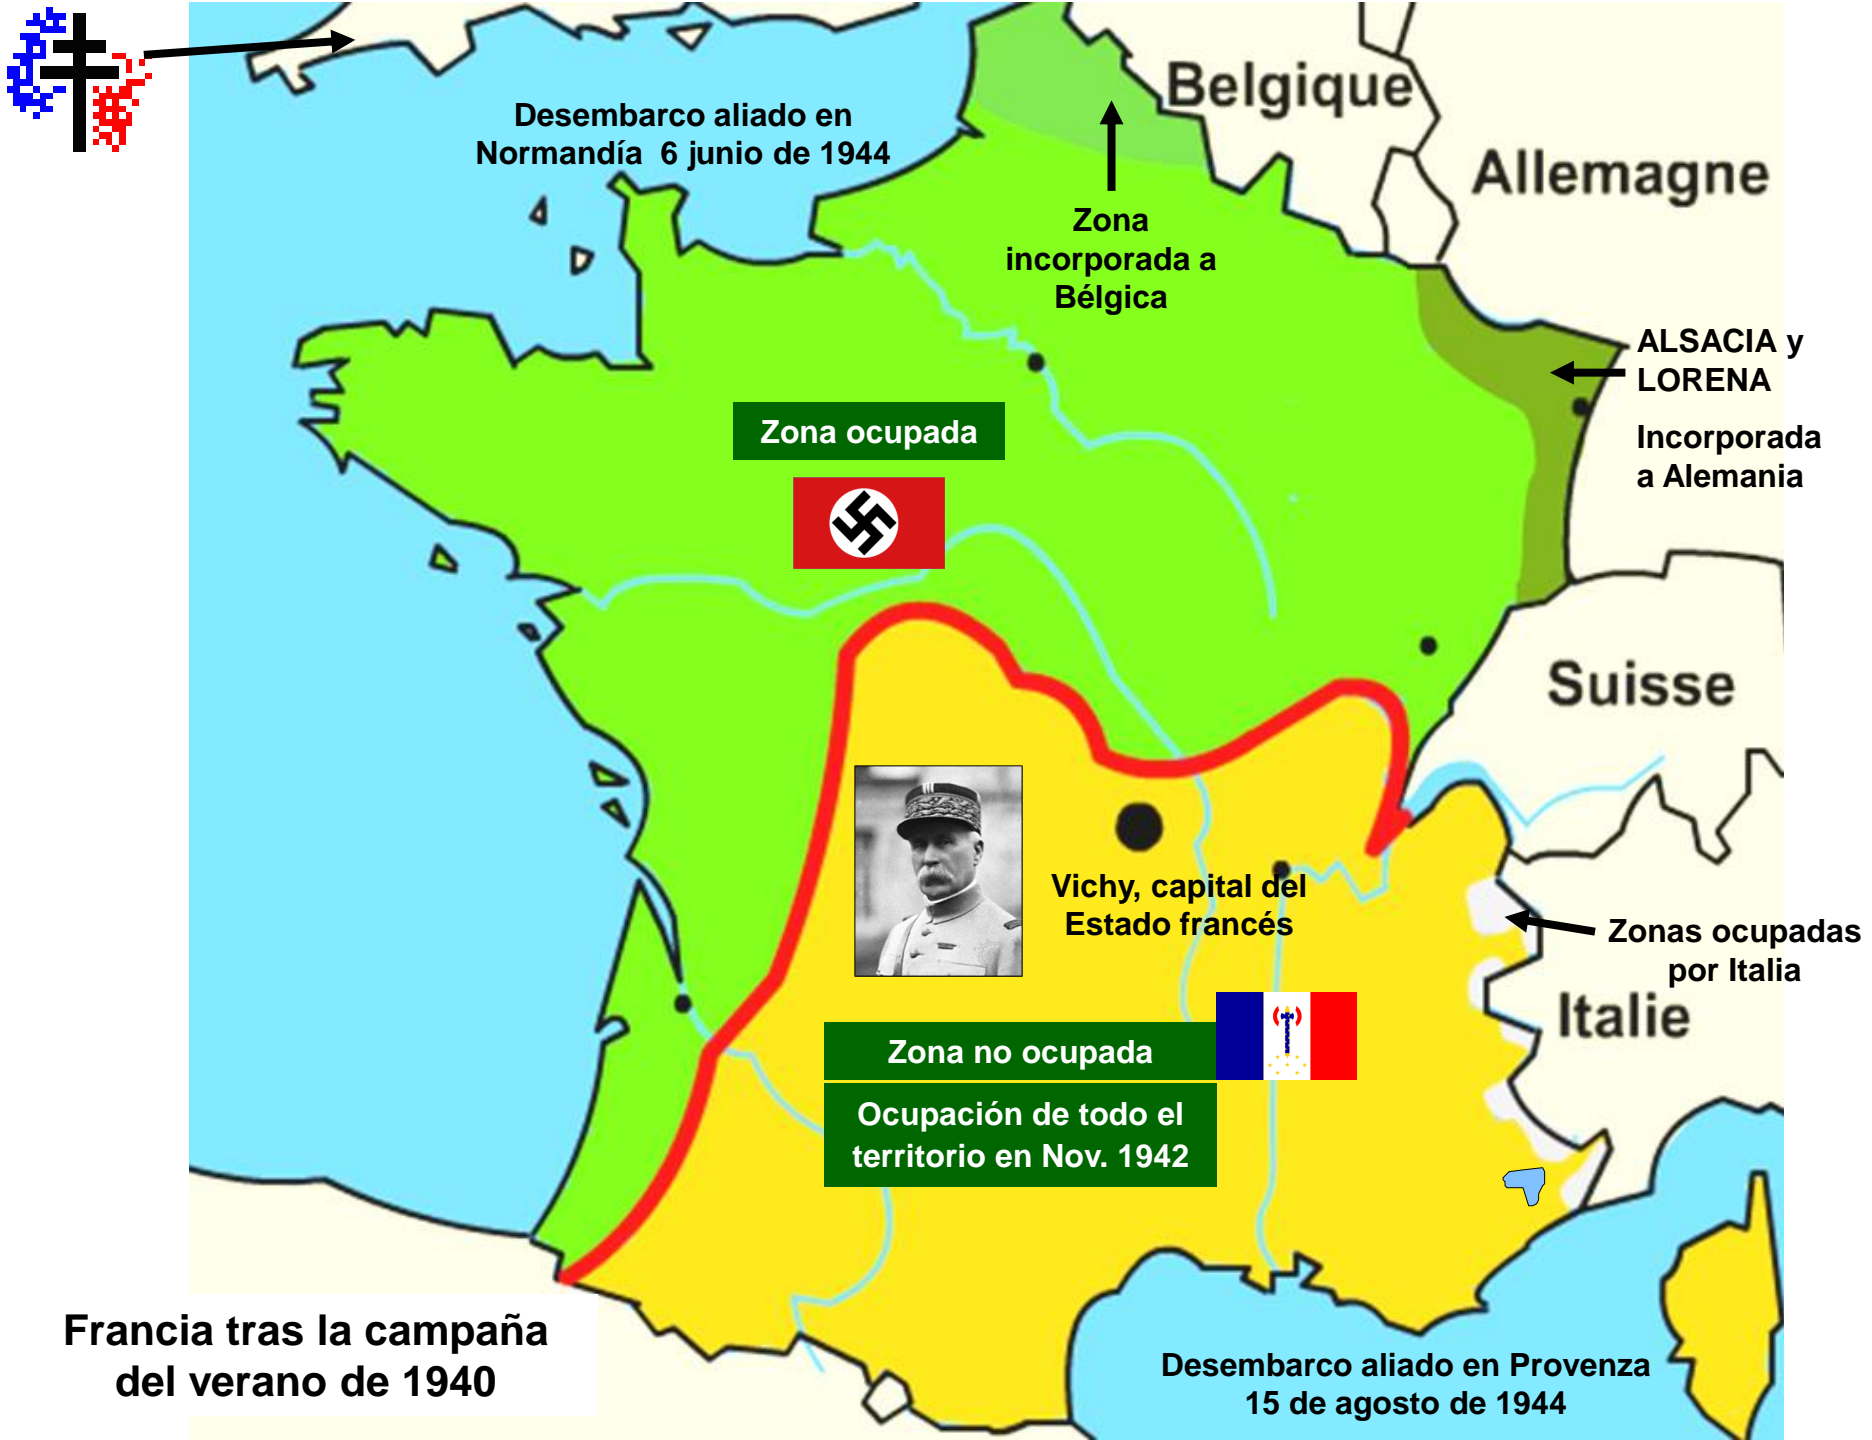 Belgique
Desembarco aliado en
Normandía  6 junio de 1944
Allemagne
Zona
incorporada a
Bélgica
ALSACIA y
LORENA
Incorporada
a Alemania
Zona ocupada
Suisse
Vichy, capital del
Estado francés
Zonas ocupadas
por Italia
Italie
Zona no ocupada
Ocupación de todo el
territorio en Nov. 1942
Francia tras la campaña
del verano de 1940
Desembarco aliado en Provenza
15 de agosto de 1944